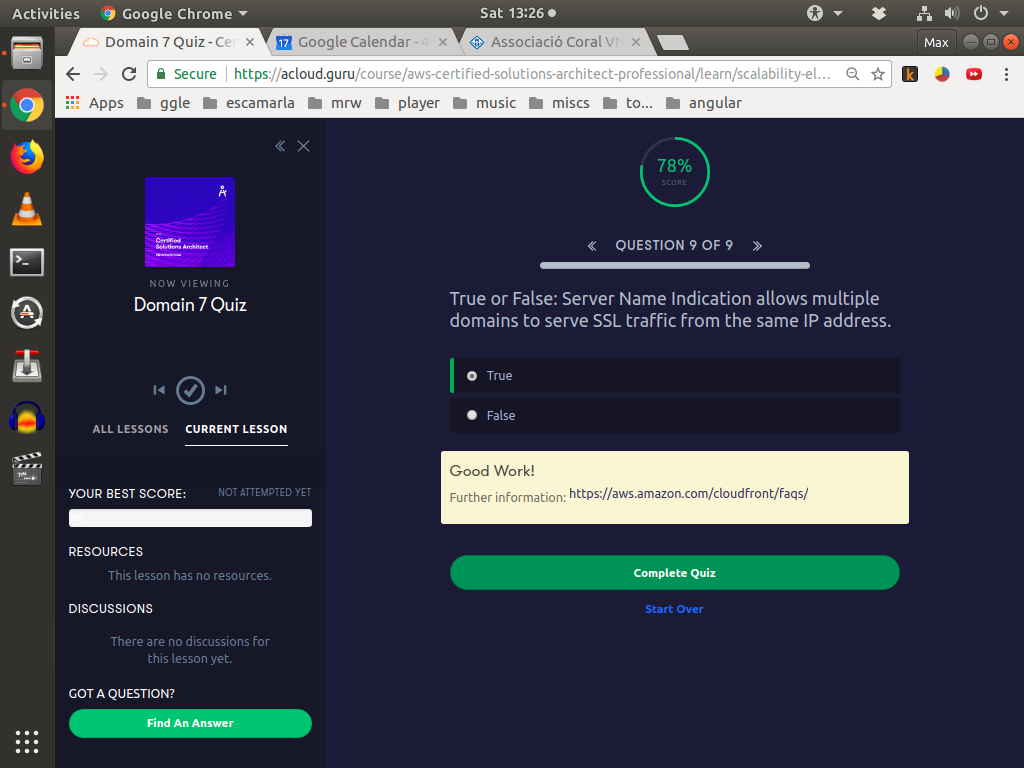 Activities Google Chrome Sat 13:26
Domain 7 Quiz - Cer Google Calendar - 4 Associació Coral VN Max
Secure https://acloud.guru/course/aws-certified-solutions-architect-professional/learn/scalability-el...
Apps ggle escamarla mrw player music miscs to... angular
Certified
Solutions Architect
NOW VIEWING
Domain 7 Quiz
ALL LESSONS CURRENT LESSON
YOUR BEST SCORE: NOT ATTEMPTED YET
RESOURCES
This lesson has no resources.
DISCUSSIONS
There are no discussions for
this lesson yet.
GOT A QUESTION?
Find An Answer
78%
SCORE
QUESTION 9 OF 9
True or False: Server Name Indication allows multiple
domains to serve SSL traffic from the same IP address.
True
False
Good Work!
Further information: https://aws.amazon.com/cloudfront/faqs/
Complete Quiz
Start Over